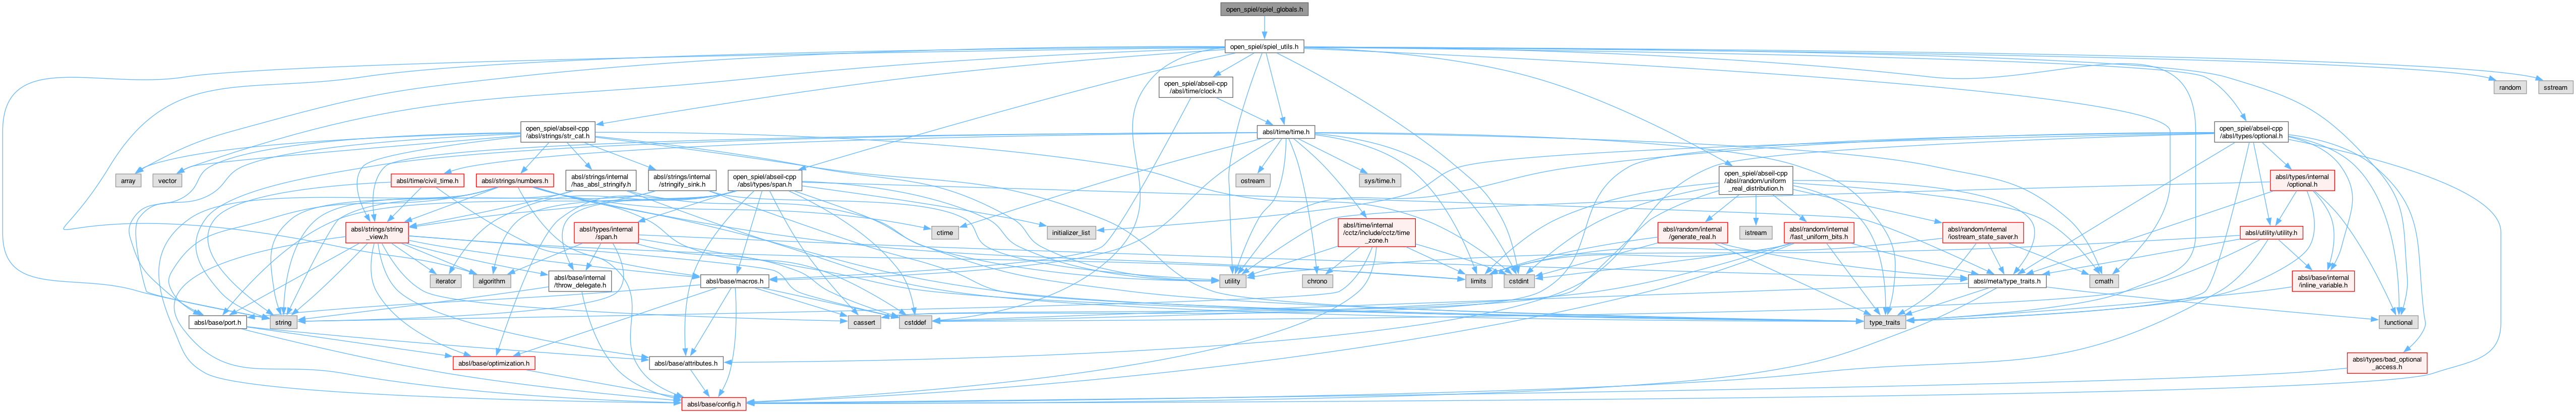 open_spiel/spiel_globals.h
open_spiel/spiel_utils.h
open_spiel/abseil-cpp
/absl/time/clock.h
random
sstream
open_spiel/abseil-cpp
/absl/strings/str_cat.h
absl/time/time.h
open_spiel/abseil-cpp
/absl/types/optional.h
array
vector
absl/time/civil_time.h
absl/strings/numbers.h
absl/strings/internal
/has_absl_stringify.h
absl/strings/internal
/stringify_sink.h
open_spiel/abseil-cpp
/absl/types/span.h
ostream
sys/time.h
open_spiel/abseil-cpp
/absl/random/uniform
_real_distribution.h
absl/types/internal
/optional.h
absl/strings/string
_view.h
absl/types/internal
/span.h
ctime
initializer_list
absl/time/internal
/cctz/include/cctz/time
_zone.h
absl/random/internal
/generate_real.h
istream
absl/random/internal
/fast_uniform_bits.h
absl/random/internal
/iostream_state_saver.h
absl/utility/utility.h
iterator
algorithm
absl/base/internal
/throw_delegate.h
absl/base/macros.h
utility
chrono
limits
cstdint
absl/meta/type_traits.h
cmath
absl/base/internal
/inline_variable.h
absl/base/port.h
string
cassert
cstddef
type_traits
functional
absl/base/optimization.h
absl/base/attributes.h
absl/types/bad_optional
_access.h
absl/base/config.h